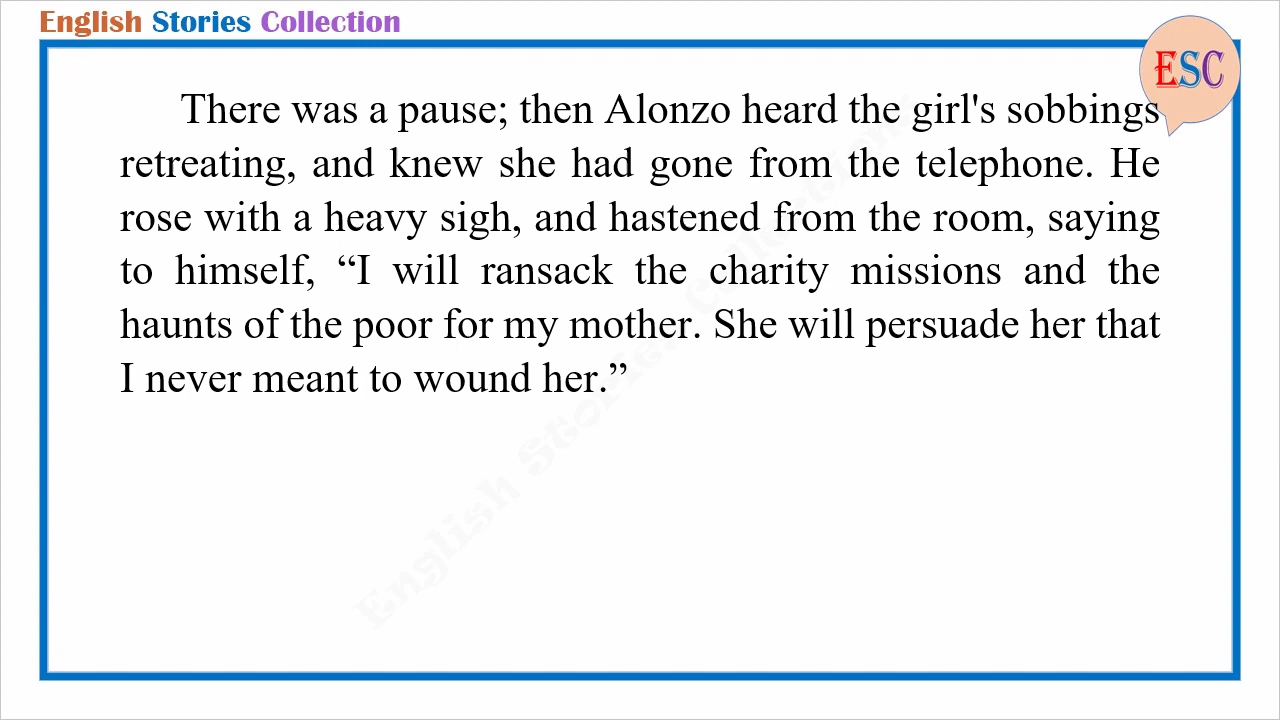 English Stories Collection
ESC
There was a pause; then Alonzo heard the girl's sobbings
retreating, and knew she had gone from the telephone. He
rose with a heavy sigh, and hastened from the room, saying
to himself, “I will ransack the charity missions and the
haunts of the poor for my mother. She will persuade her that
I never meant to wound her.”
English Stories Collection